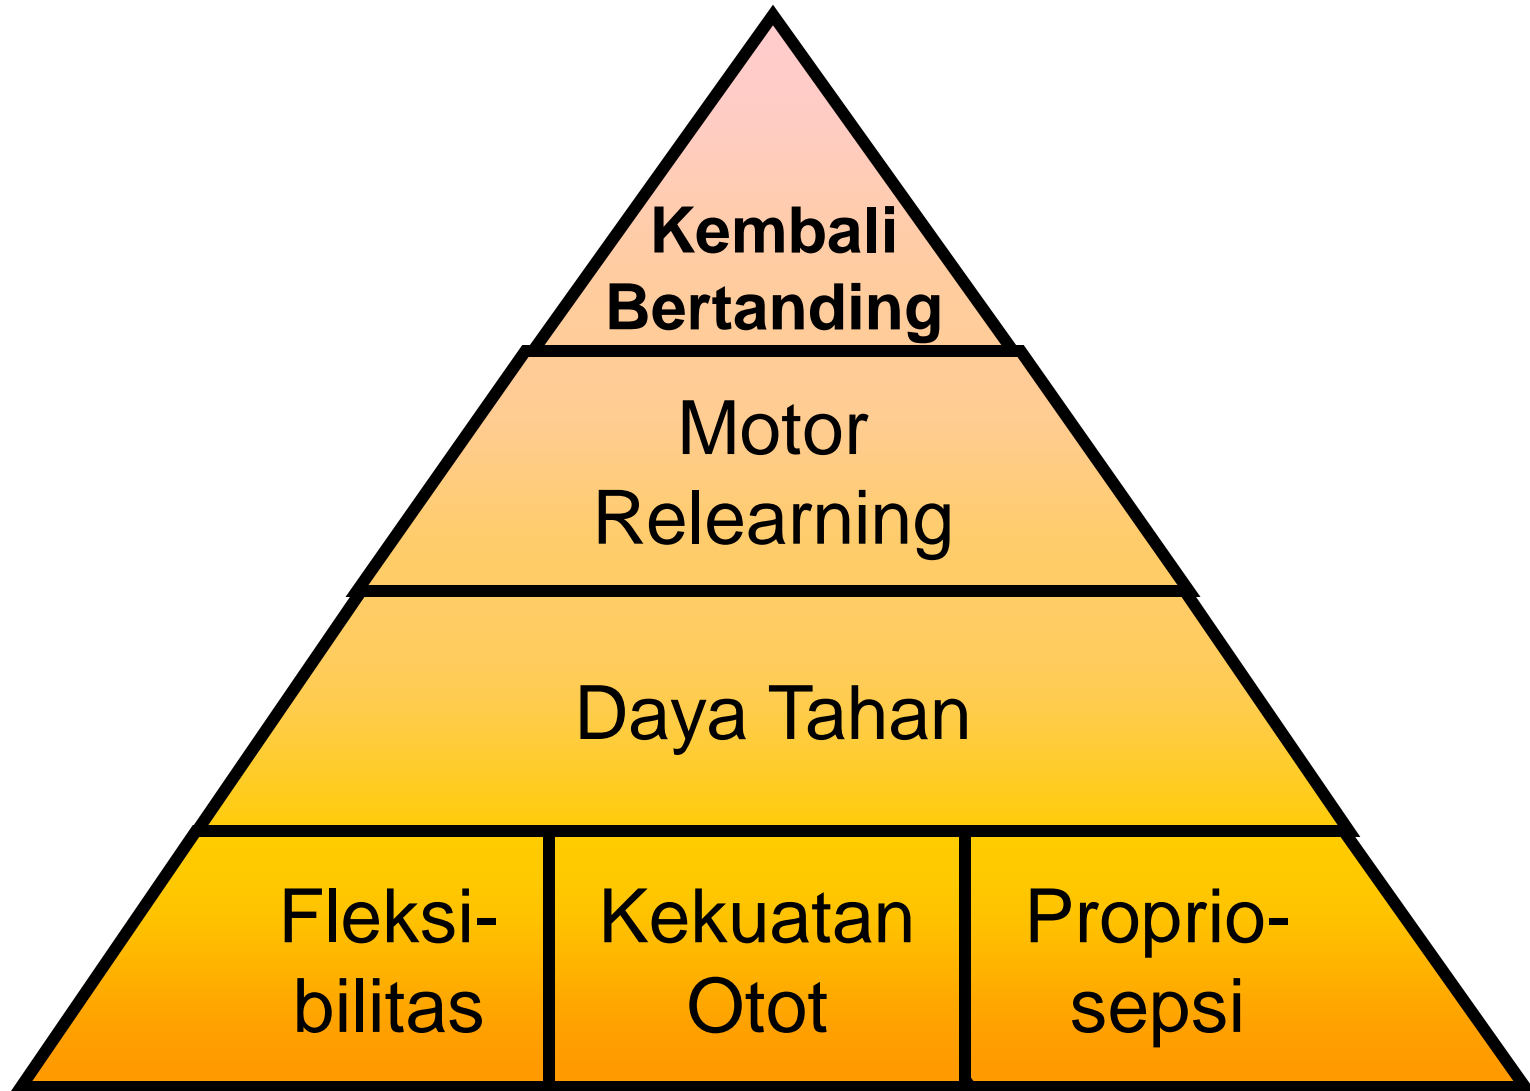 Kembali
Bertanding
Motor
Relearning
Daya Tahan
Fleksi-
bilitas
Kekuatan
Otot
Proprio-
sepsi